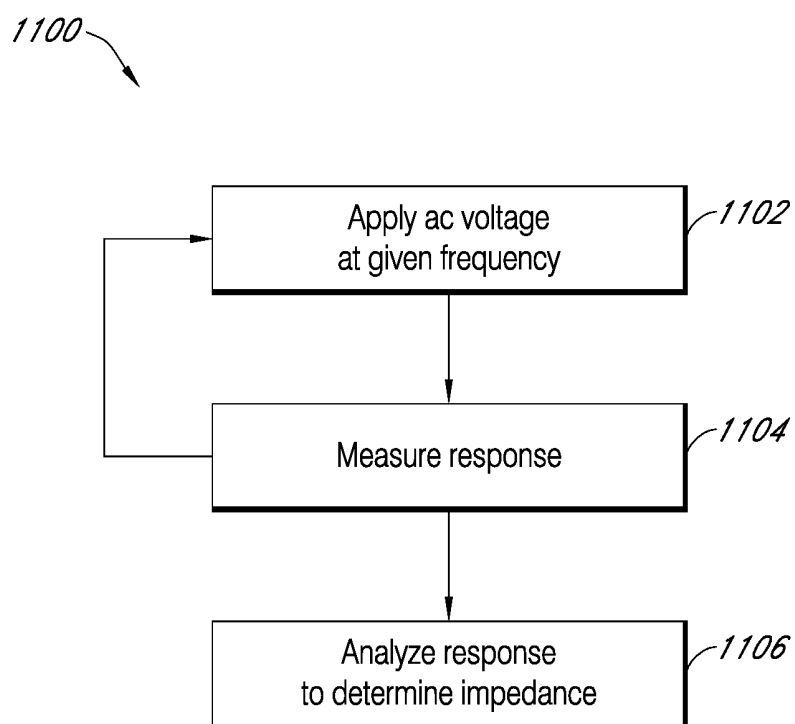 1100
Apply ac voltage
at given frequency
1102
Measure response
1104
Analyze response
to determine impedance
1106